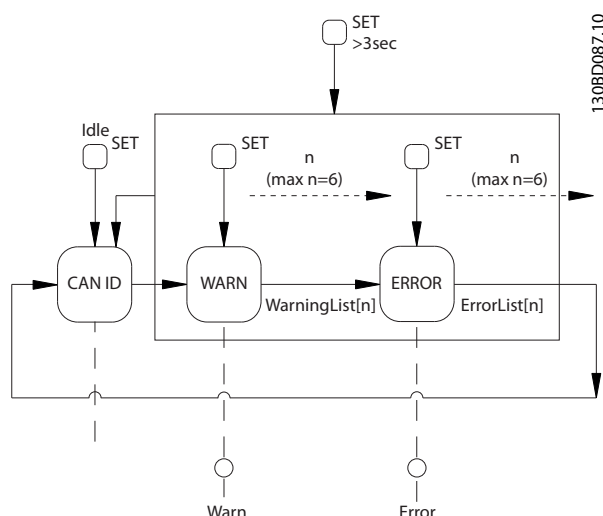 SET
>3sec
130BD087.10
Idle
SET
SET
n
(max n=6)
SET
n
(max n=6)
CAN ID
WARN
WarningList[n]
ERROR
ErrorList[n]
Warn
Error